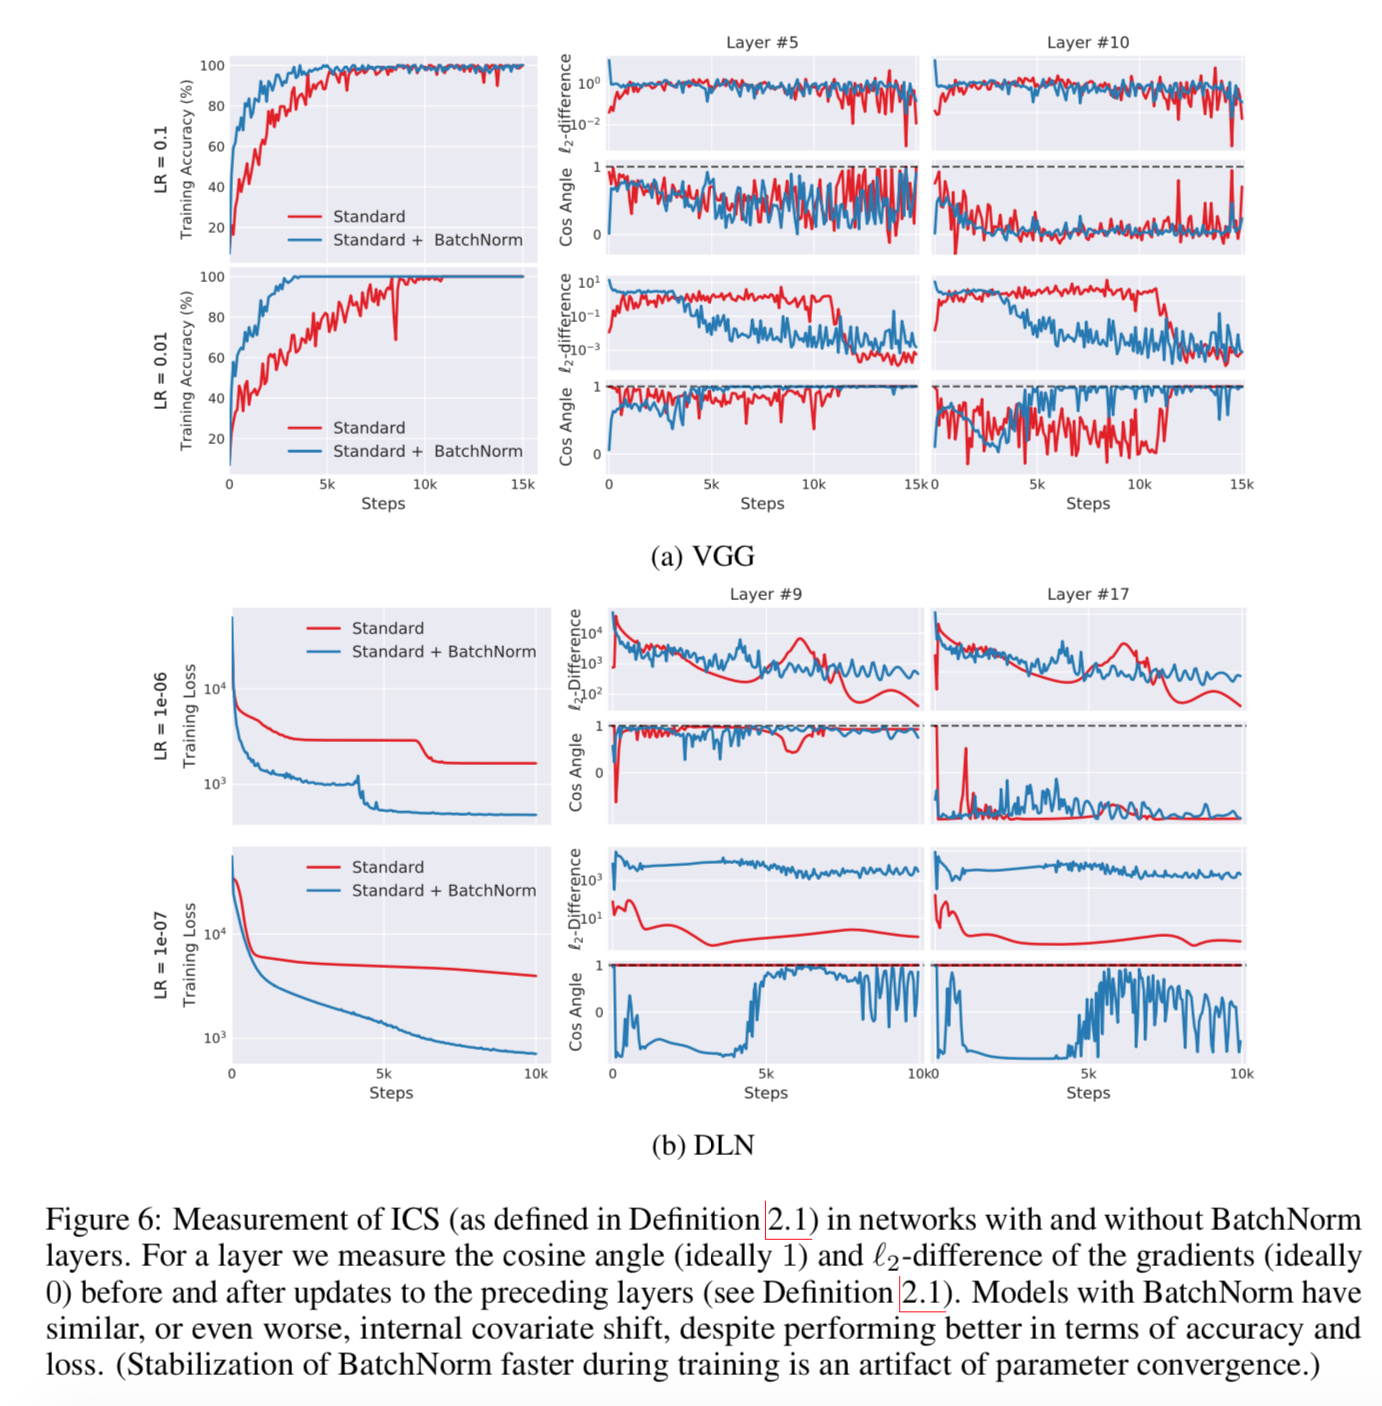 Layer #5
Layer #10
LR = 0.1
Training Accuracy (%)
100
80
60
40
20
Standard
Standard + BatchNorm
ℓ2-difference
10^0
10^-2
Cos Angle
1
0
LR = 0.01
Training Accuracy (%)
100
80
60
40
20
Standard
Standard + BatchNorm
0
5k
10k
15k
Steps
ℓ2-difference
10^1
10^-1
10^-3
Cos Angle
1
0
0
5k
10k
15k
Steps
0
5k
10k
15k
Steps
(a) VGG
Layer #9
Layer #17
LR = 1e-06
Training Loss
10^4
10^3
Standard
Standard + BatchNorm
ℓ2-Difference
10^4
10^3
10^2
Cos Angle
1
0
LR = 1e-07
Training Loss
10^4
10^3
Standard
Standard + BatchNorm
0
5k
10k
Steps
ℓ2-Difference
10^3
10^1
Cos Angle
1
0
0
5k
10k
Steps
0
5k
10k
Steps
(b) DLN
Figure 6: Measurement of ICS (as defined in Definition 2.1) in networks with and without BatchNorm
layers. For a layer we measure the cosine angle (ideally 1) and ℓ2-difference of the gradients (ideally
0) before and after updates to the preceding layers (see Definition 2.1). Models with BatchNorm have
similar, or even worse, internal covariate shift, despite performing better in terms of accuracy and
loss. (Stabilization of BatchNorm faster during training is an artifact of parameter convergence.)